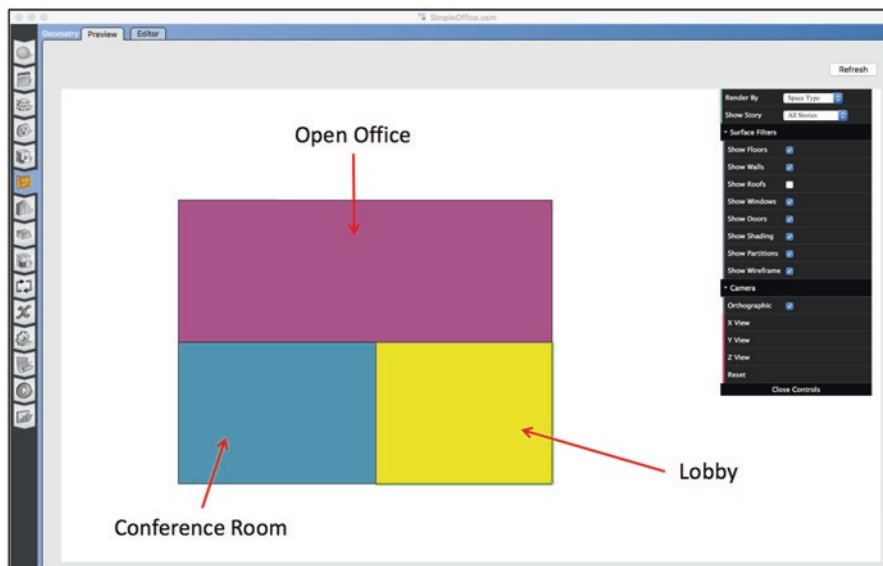 SimpleOffice.osm
Geometry Preview Editor
Refresh
Render By Space Type
Show Story All Stories
Surface Filters
Show Floors
Show Walls
Show Roofs
Show Windows
Show Doors
Show Shading
Show Partitions
Show Wireframe
Camera
Orthographic
X View
Y View
Z View
Reset
Close Controls
Open Office
Lobby
Conference Room